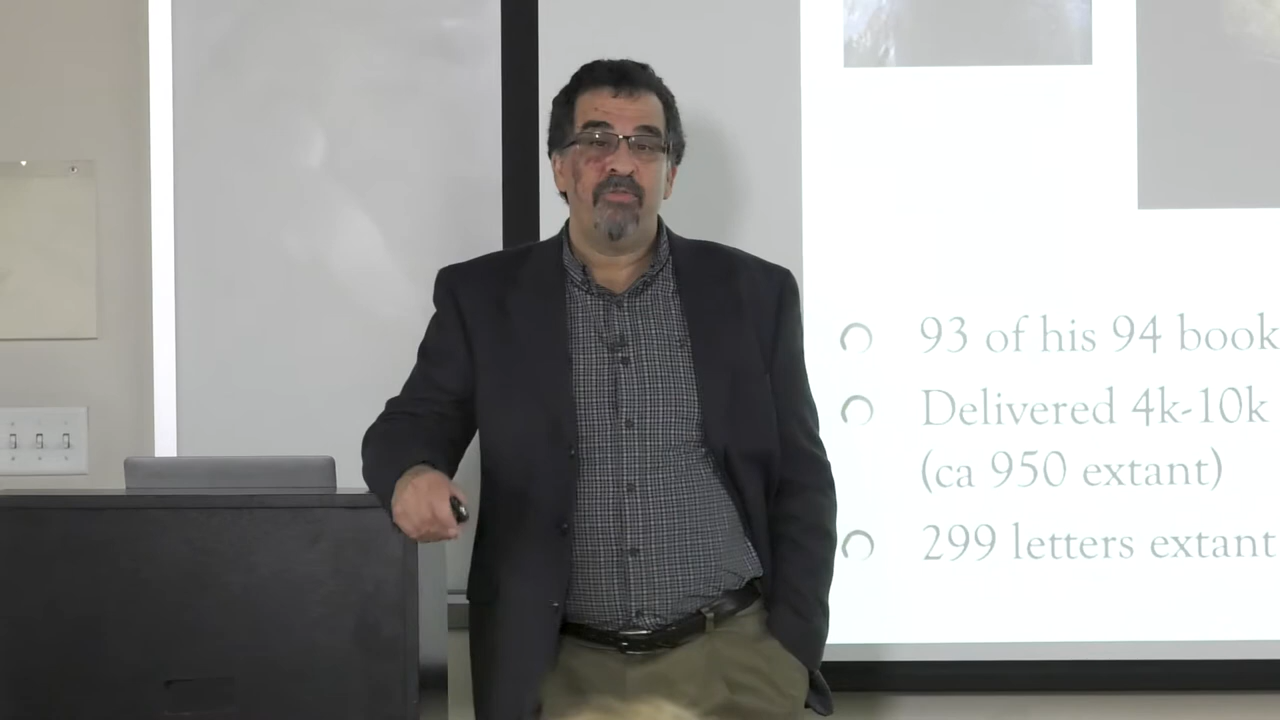 93 of his 94 book
Delivered 4k-10k
(ca 950 extant)
299 letters extant